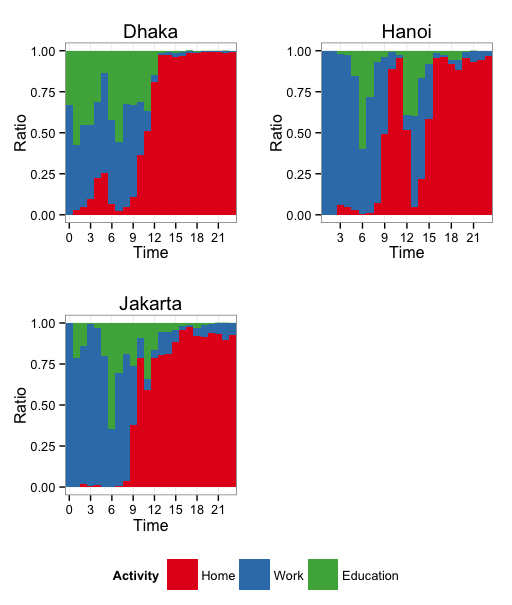 Dhaka
Hanoi
Ratio
1.00
0.75
0.50
0.25
0.00
0 3 6 9 12 15 18 21
Time
Ratio
1.00
0.75
0.50
0.25
0.00
3 6 9 12 15 18 21
Time
Jakarta
Ratio
1.00
0.75
0.50
0.25
0.00
0 3 6 9 12 15 18 21
Time
Activity Home Work Education